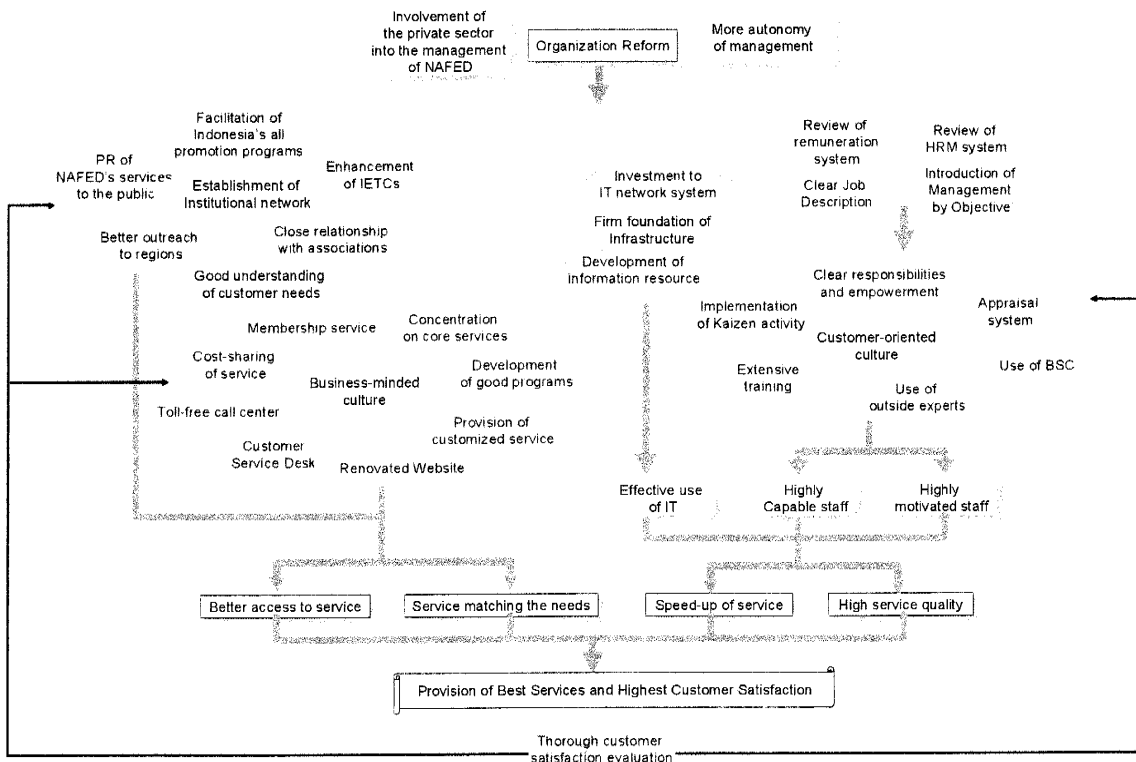 Involvement of
the private sector
into the management
of NAFED
Organization Reform
More autonomy
of management
Facilitation of
Indonesia's all
promotion programs
PR of
NAFED's services
to the public
Enhancement
of IETCs
Establishment of
Institutional network
Better outreach
to regions
Close relationship
with associations
Good understanding
of customer needs
Membership service
Concentration
on core services
Cost-sharing
of service
Business-minded
culture
Development
of good programs
Toll-free call center
Provision of
customized service
Customer
Service Desk
Renovated Website
Investment to
IT network system
Firm foundation of
Infrastructure
Development of
information resource
Review of
remuneration
system
Review of
HRM system
Clear Job
Description
Introduction of
Management
by Objective
Clear responsibilities
and empowerment
Implementation
of Kaizen activity
Appraisal
system
Customer-oriented
culture
Extensive
training
Use of BSC
Use of
outside experts
Effective use
of IT
Highly
Capable staff
Highly
motivated staff
Better access to service
Service matching the needs
Speed-up of service
High service quality
Provision of Best Services and Highest Customer Satisfaction
Thorough customer
satisfaction evaluation